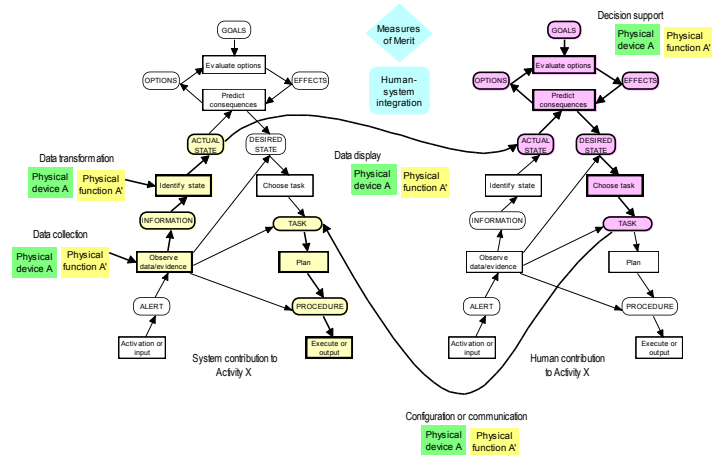 GOALS
Evaluate options
OPTIONS
EFFECTS
Predict
consequences
ACTUAL
STATE
DESIRED
STATE
Data transformation
Physical
device A
Physical
function A'
Identify state
Choose task
INFORMATION
TASK
Data collection
Physical
device A
Physical
function A'
Observe
data/evidence
Plan
ALERT
PROCEDURE
Activation or
input
Execute or
output
System contribution to
Activity X
Measures
of Merit
Human-
system
integration
Data display
Physical
device A
Physical
function A'
Decision support
Physical
device A
Physical
function A'
GOALS
Evaluate options
OPTIONS
EFFECTS
Predict
consequences
ACTUAL
STATE
DESIRED
STATE
Identify state
Choose task
INFORMATION
TASK
Observe
data/evidence
Plan
ALERT
PROCEDURE
Activation or
input
Execute or
output
Human contribution
to Activity X
Configuration or communication
Physical
device A
Physical
function A'